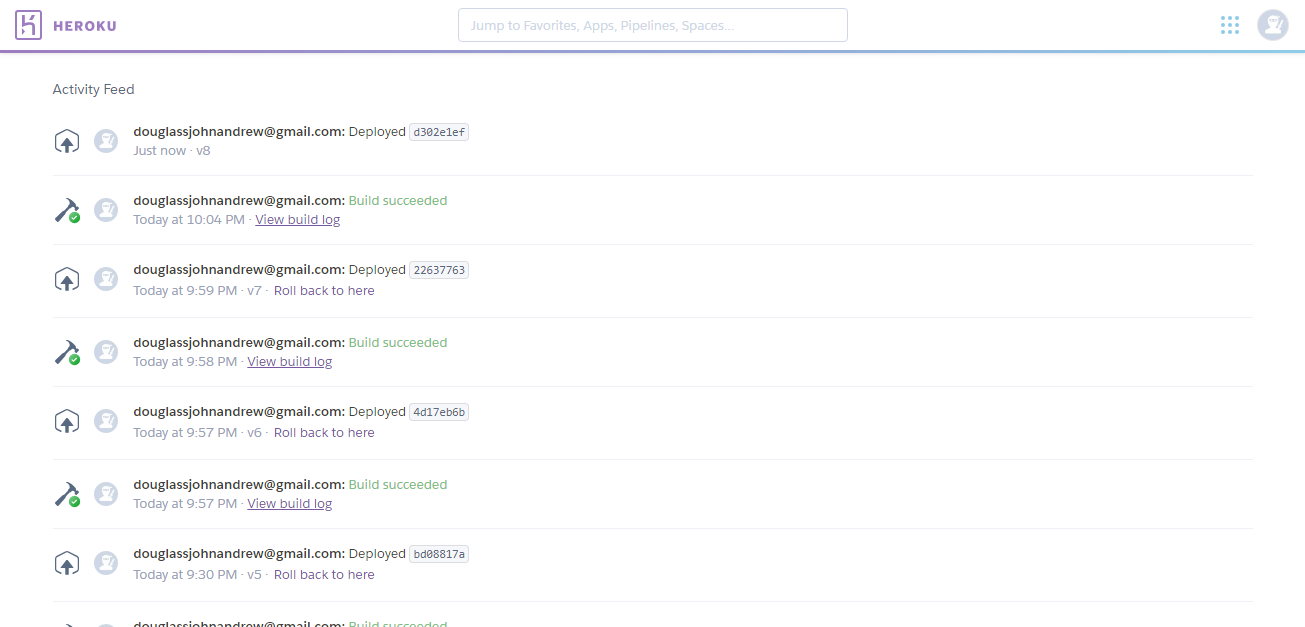 HEROKU
Jump to Favorites, Apps, Pipelines, Spaces...
Activity Feed
douglassjohnandrew@gmail.com: Deployed d302e1ef
Just now · v8
douglassjohnandrew@gmail.com: Build succeeded
Today at 10:04 PM · View build log
douglassjohnandrew@gmail.com: Deployed 22637763
Today at 9:59 PM · v7 · Roll back to here
douglassjohnandrew@gmail.com: Build succeeded
Today at 9:58 PM · View build log
douglassjohnandrew@gmail.com: Deployed 4d17eb6b
Today at 9:57 PM · v6 · Roll back to here
douglassjohnandrew@gmail.com: Build succeeded
Today at 9:57 PM · View build log
douglassjohnandrew@gmail.com: Deployed bd08817a
Today at 9:30 PM · v5 · Roll back to here
douglassjohnandrew@gmail.com: Build succeeded